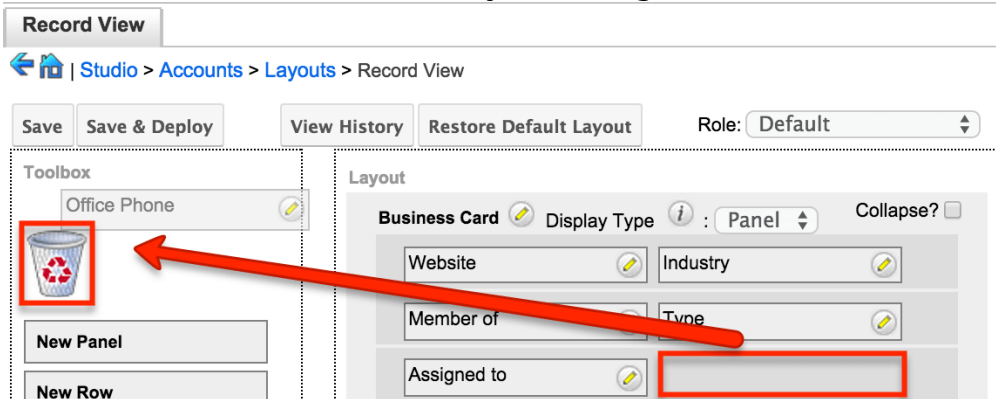 Record View
| Studio > Accounts > Layouts > Record View
Save Save & Deploy View History Restore Default Layout Role: Default
Toolbox
Layout
Office Phone
Business Card Display Type i : Panel Collapse?
Website Industry
Member of Type
New Panel
Assigned to
New Row